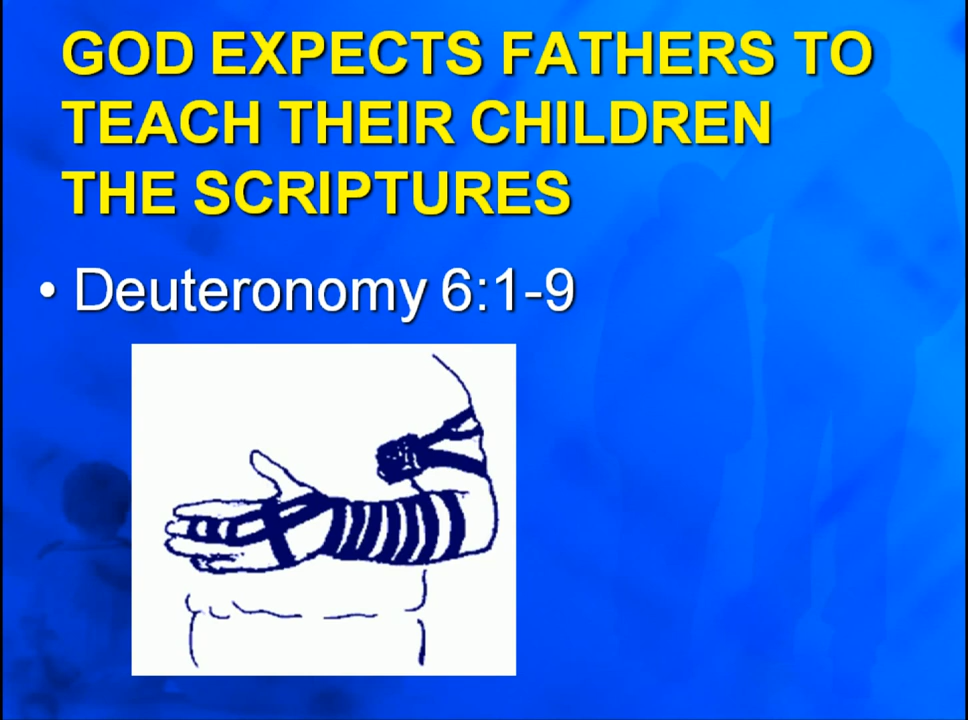 GOD EXPECTS FATHERS TO
TEACH THEIR CHILDREN
THE SCRIPTURES
• Deuteronomy 6:1-9